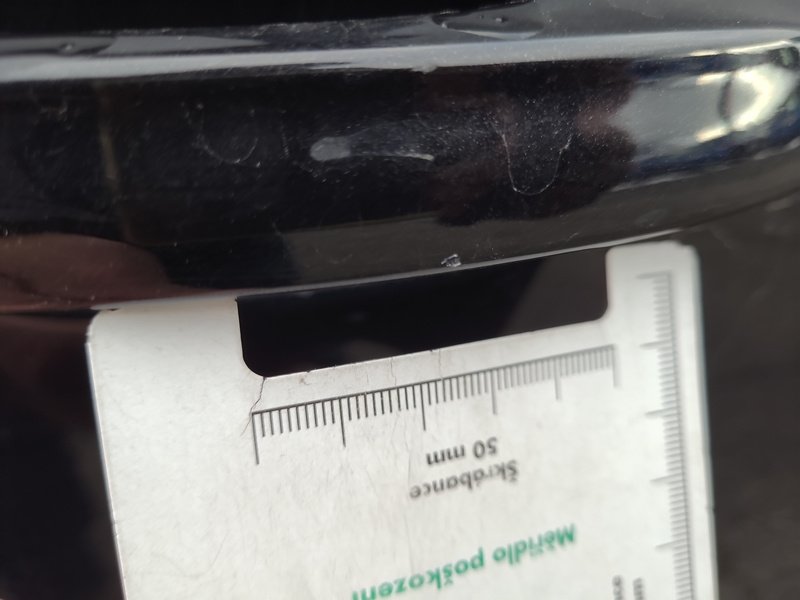 Měřidlo poškození
Škrábance
50 mm